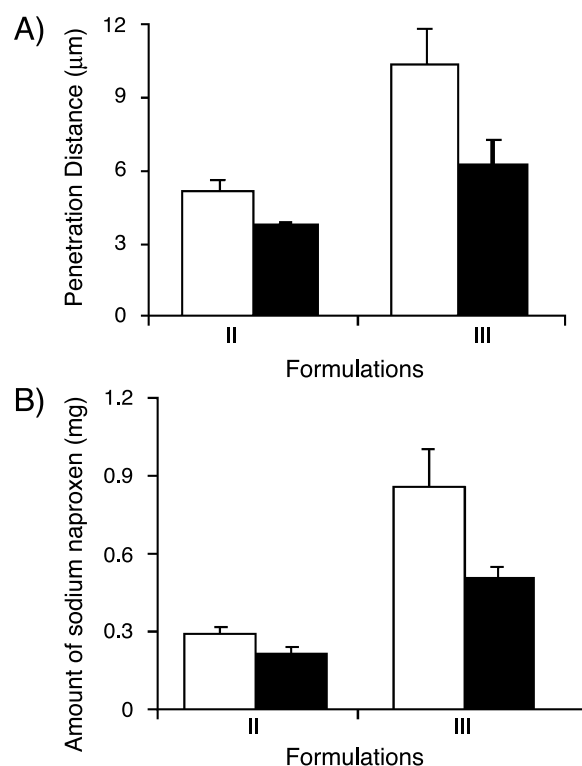 A)
Penetration Distance (μm)
12
9
6
3
0
II
III
Formulations
B)
Amount of sodium naproxen (mg)
1.2
0.9
0.6
0.3
0
II
III
Formulations